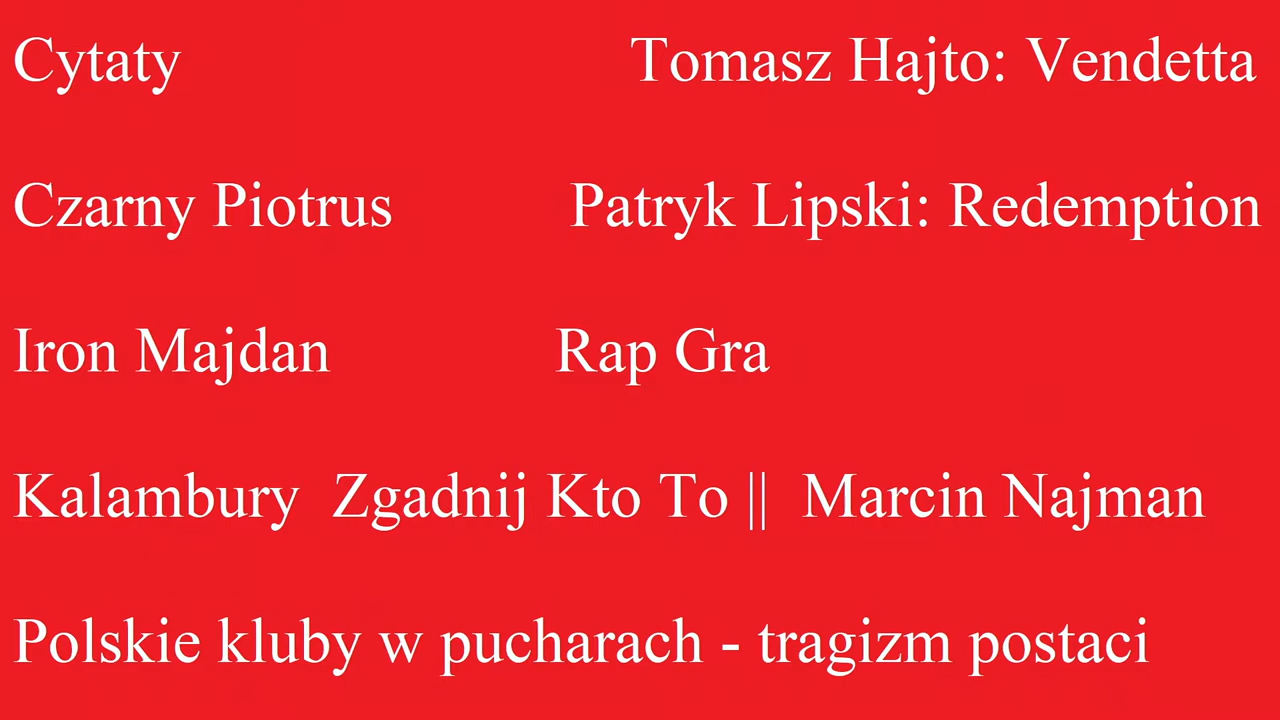 Cytaty Tomasz Hajto: Vendetta
Czarny Piotrus Patryk Lipski: Redemption
Iron Majdan Rap Gra
Kalambury Zgadnij Kto To || Marcin Najman
Polskie kluby w pucharach - tragizm postaci